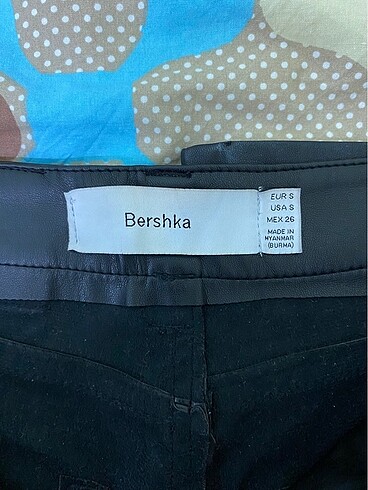 Bershka
EUR S
USA S
MEX 26
MADE IN
MYANMAR
(BURMA)